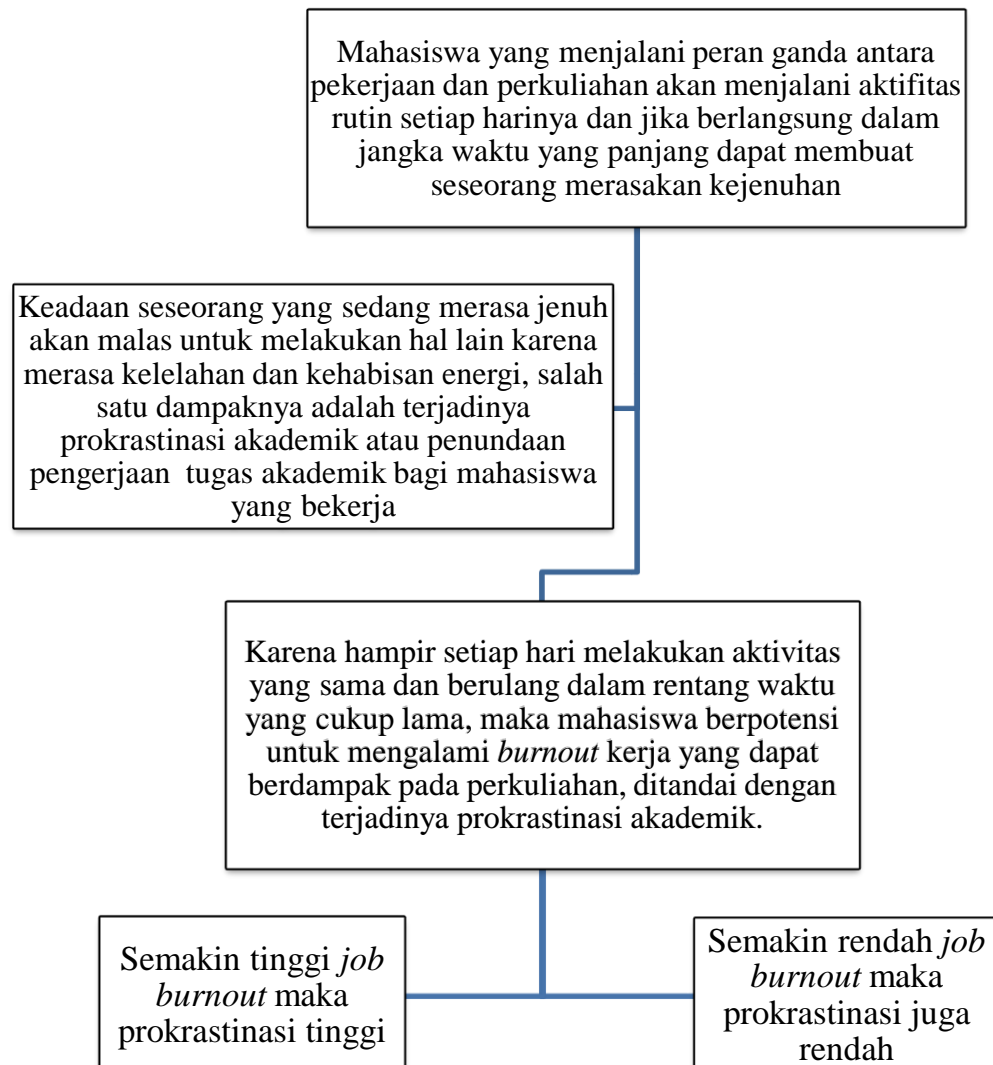 Mahasiswa yang menjalani peran ganda antara
pekerjaan dan perkuliahan akan menjalani aktifitas
rutin setiap harinya dan jika berlangsung dalam
jangka waktu yang panjang dapat membuat
seseorang merasakan kejenuhan
Keadaan seseorang yang sedang merasa jenuh
akan malas untuk melakukan hal lain karena
merasa kelelahan dan kehabisan energi, salah
satu dampaknya adalah terjadinya
prokrastinasi akademik atau penundaan
pengerjaan tugas akademik bagi mahasiswa
yang bekerja
Karena hampir setiap hari melakukan aktivitas
yang sama dan berulang dalam rentang waktu
yang cukup lama, maka mahasiswa berpotensi
untuk mengalami burnout kerja yang dapat
berdampak pada perkuliahan, ditandai dengan
terjadinya prokrastinasi akademik.
Semakin tinggi job
burnout maka
prokrastinasi tinggi
Semakin rendah job
burnout maka
prokrastinasi juga
rendah